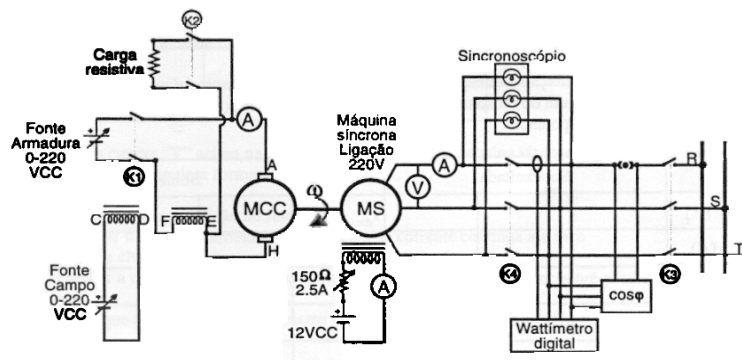 K2
Carga
resistiva
Fonte
Armadura
0-220
VCC
K1
A
A
MCC
H
C
D
F
E
Fonte
Campo
0-220
VCC
ω
Máquina
síncrona
Ligação
220V
MS
150Ω
2.5A
12VCC
A
A
V
Sincronoscópio
K4
K3
R
S
T
cosφ
Wattímetro
digital